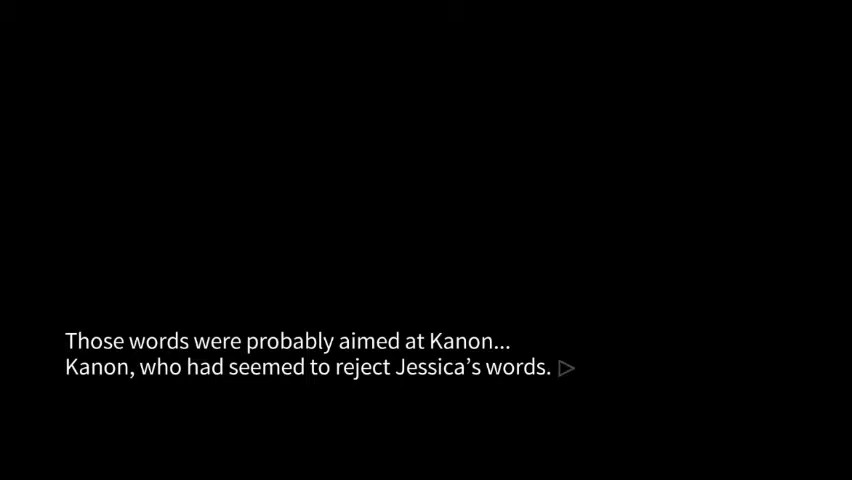 Those words were probably aimed at Kanon...
Kanon, who had seemed to reject Jessica’s words.